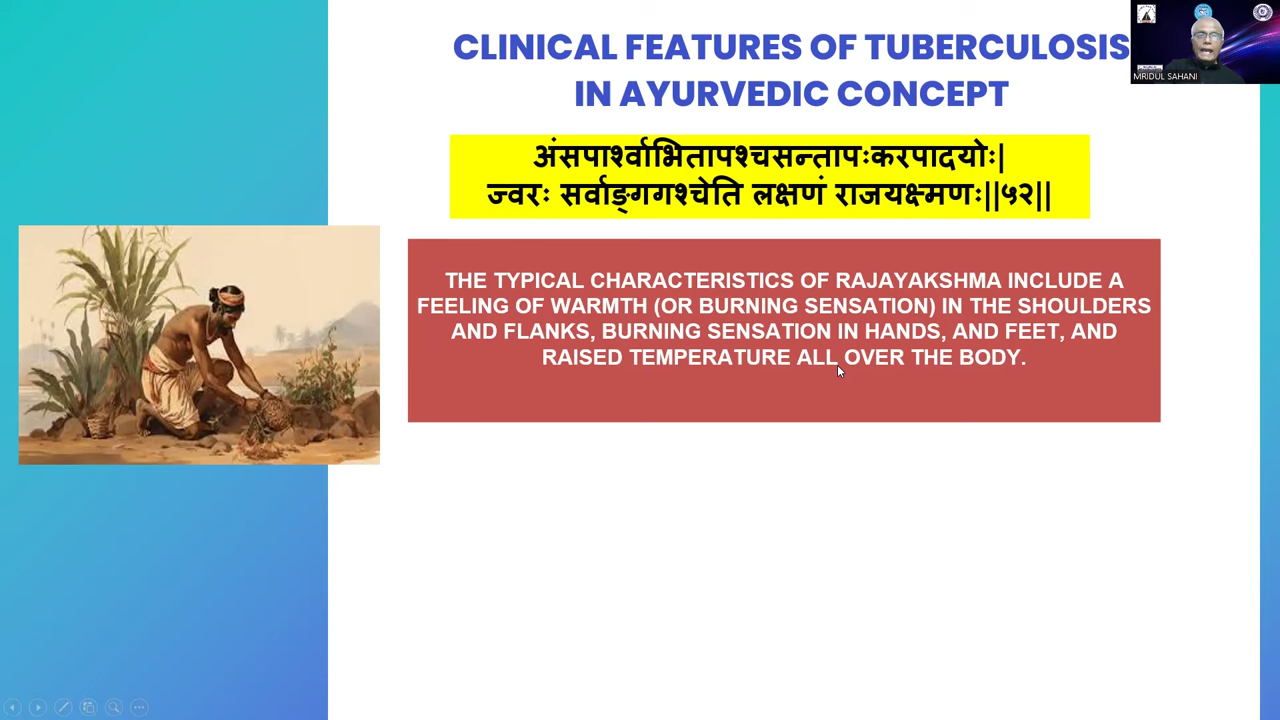 CLINICAL FEATURES OF TUBERCULOSIS
IN AYURVEDIC CONCEPT
MRIDUL SAHANI
अंसपार्श्वाभितापश्चसन्तापःकरपादयोः|
ज्वरः सर्वाङ्गगश्चेति लक्षणं राजयक्ष्मणः||५२||
THE TYPICAL CHARACTERISTICS OF RAJAYAKSHMA INCLUDE A
FEELING OF WARMTH (OR BURNING SENSATION) IN THE SHOULDERS
AND FLANKS, BURNING SENSATION IN HANDS, AND FEET, AND
RAISED TEMPERATURE ALL OVER THE BODY.